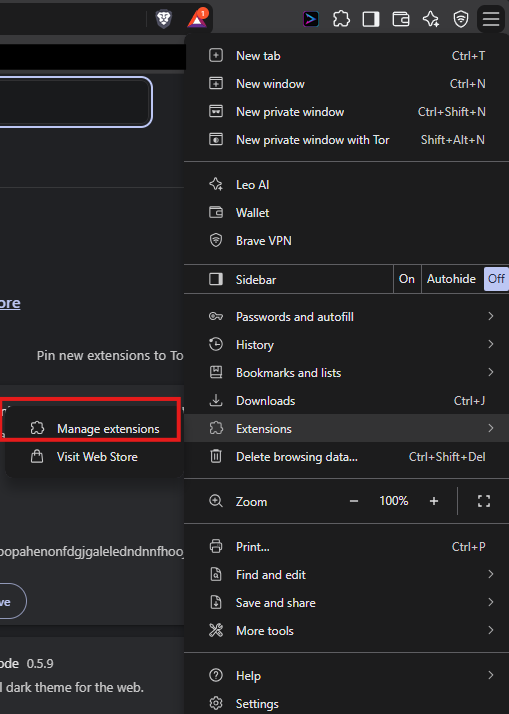 1
New tab Ctrl+T
New window Ctrl+N
New private window Ctrl+Shift+N
New private window with Tor Shift+Alt+N
Leo AI
Wallet
Brave VPN
Sidebar On Autohide Off
ore
Passwords and autofill
History
Pin new extensions to To
Bookmarks and lists
Downloads Ctrl+J
Manage extensions
Extensions
Visit Web Store
Delete browsing data... Ctrl+Shift+Del
Zoom − 100% +
Print... Ctrl+P
Find and edit
Save and share
ve
More tools
ode 0.5.9
Help
l dark theme for the web.
Settings